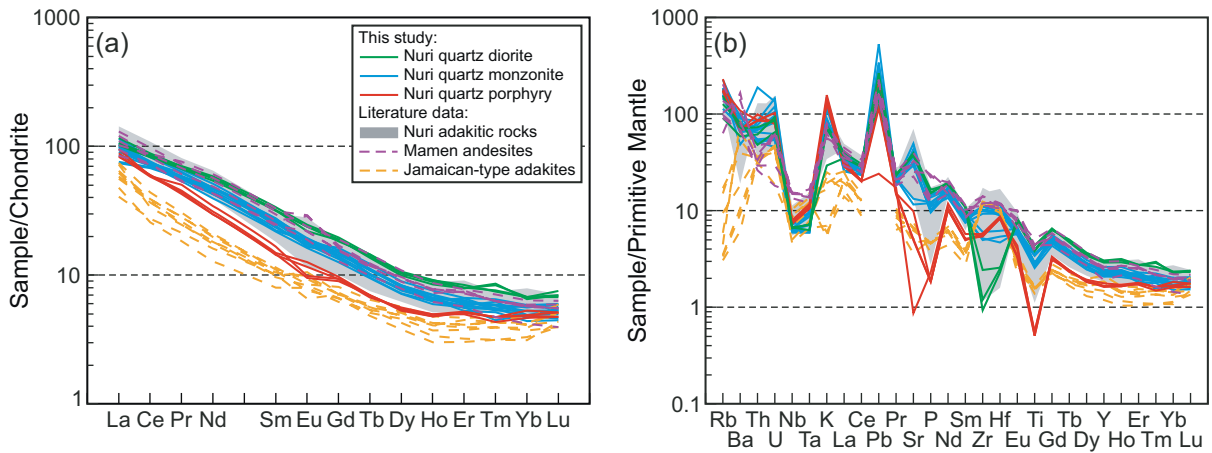 (a)
Sample/Chondrite
1000
100
10
1
This study:
Nuri quartz diorite
Nuri quartz monzonite
Nuri quartz porphyry
Literature data:
Nuri adakitic rocks
Mamen andesites
Jamaican-type adakites
La Ce Pr Nd Sm Eu Gd Tb Dy Ho Er Tm Yb Lu
(b)
Sample/Primitive Mantle
1000
100
10
1
0.1
Rb Th Nb K Ce Pr P Sm Hf Ti Tb Y Er Yb
Ba U Ta La Pb Sr Nd Zr Eu Gd Dy Ho Tm Lu